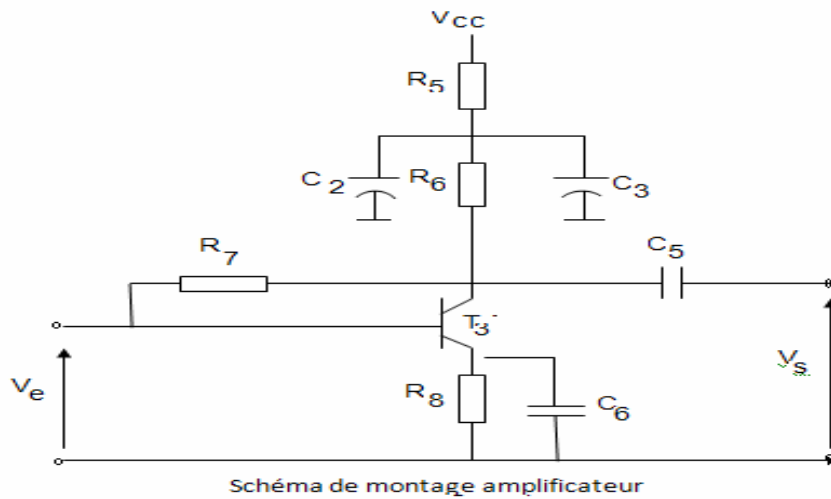 Vcc
R5
C2
R6
C3
R7
C5
T3
Ve
R8
C6
Vs
Schéma de montage amplificateur